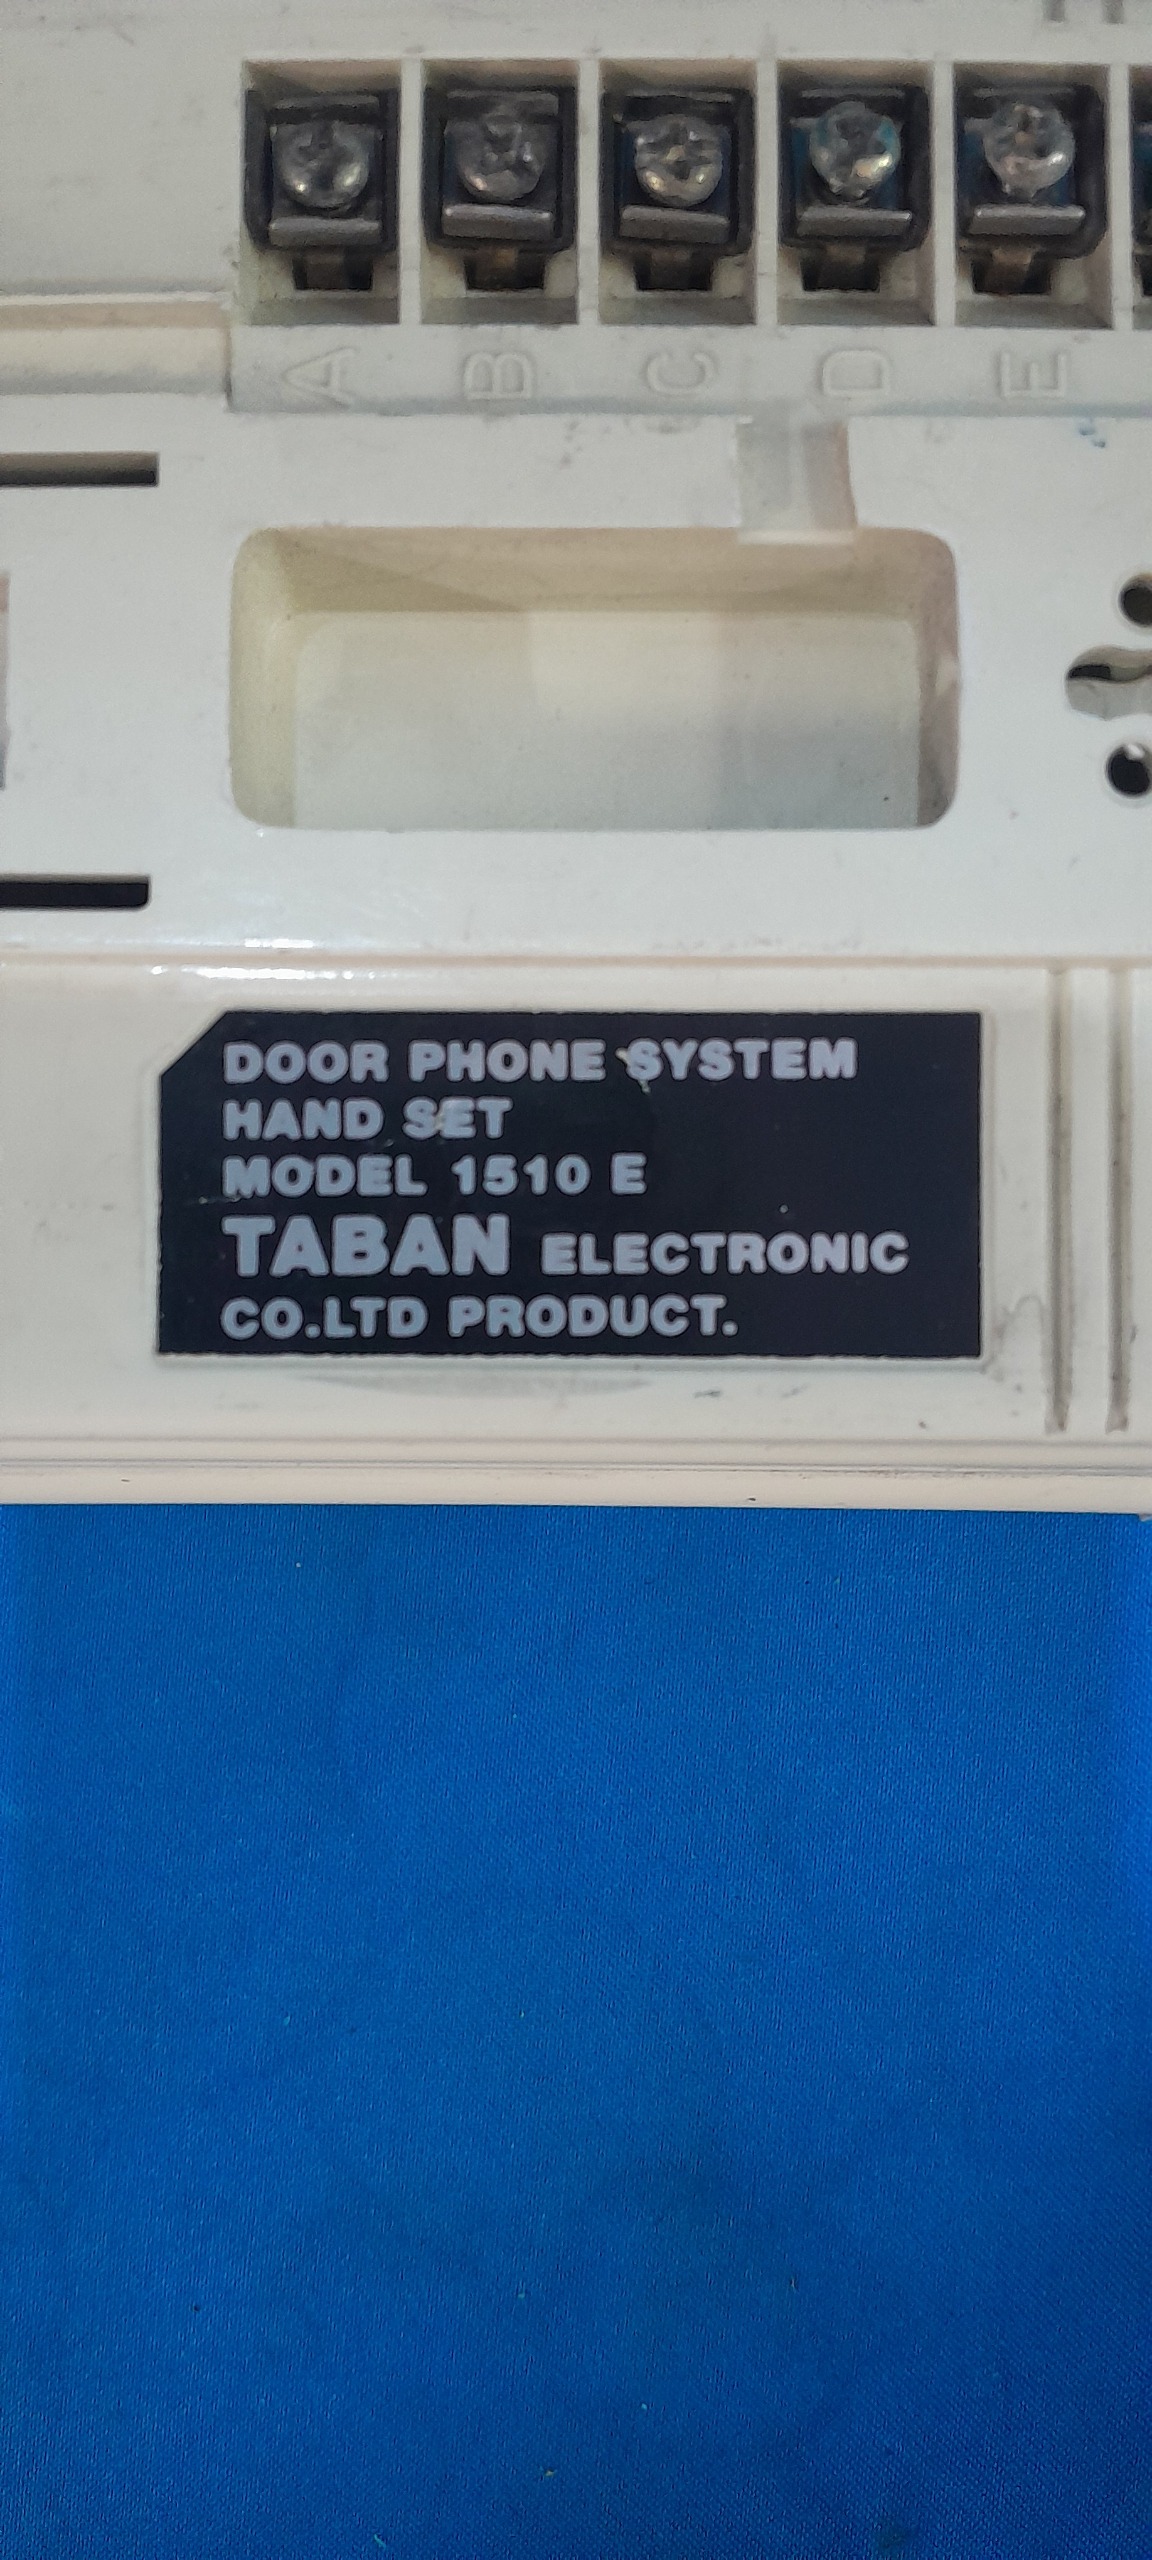 A B C D E
DOOR PHONE SYSTEM
HAND SET
MODEL 1510 E
TABAN ELECTRONIC
CO.LTD PRODUCT.